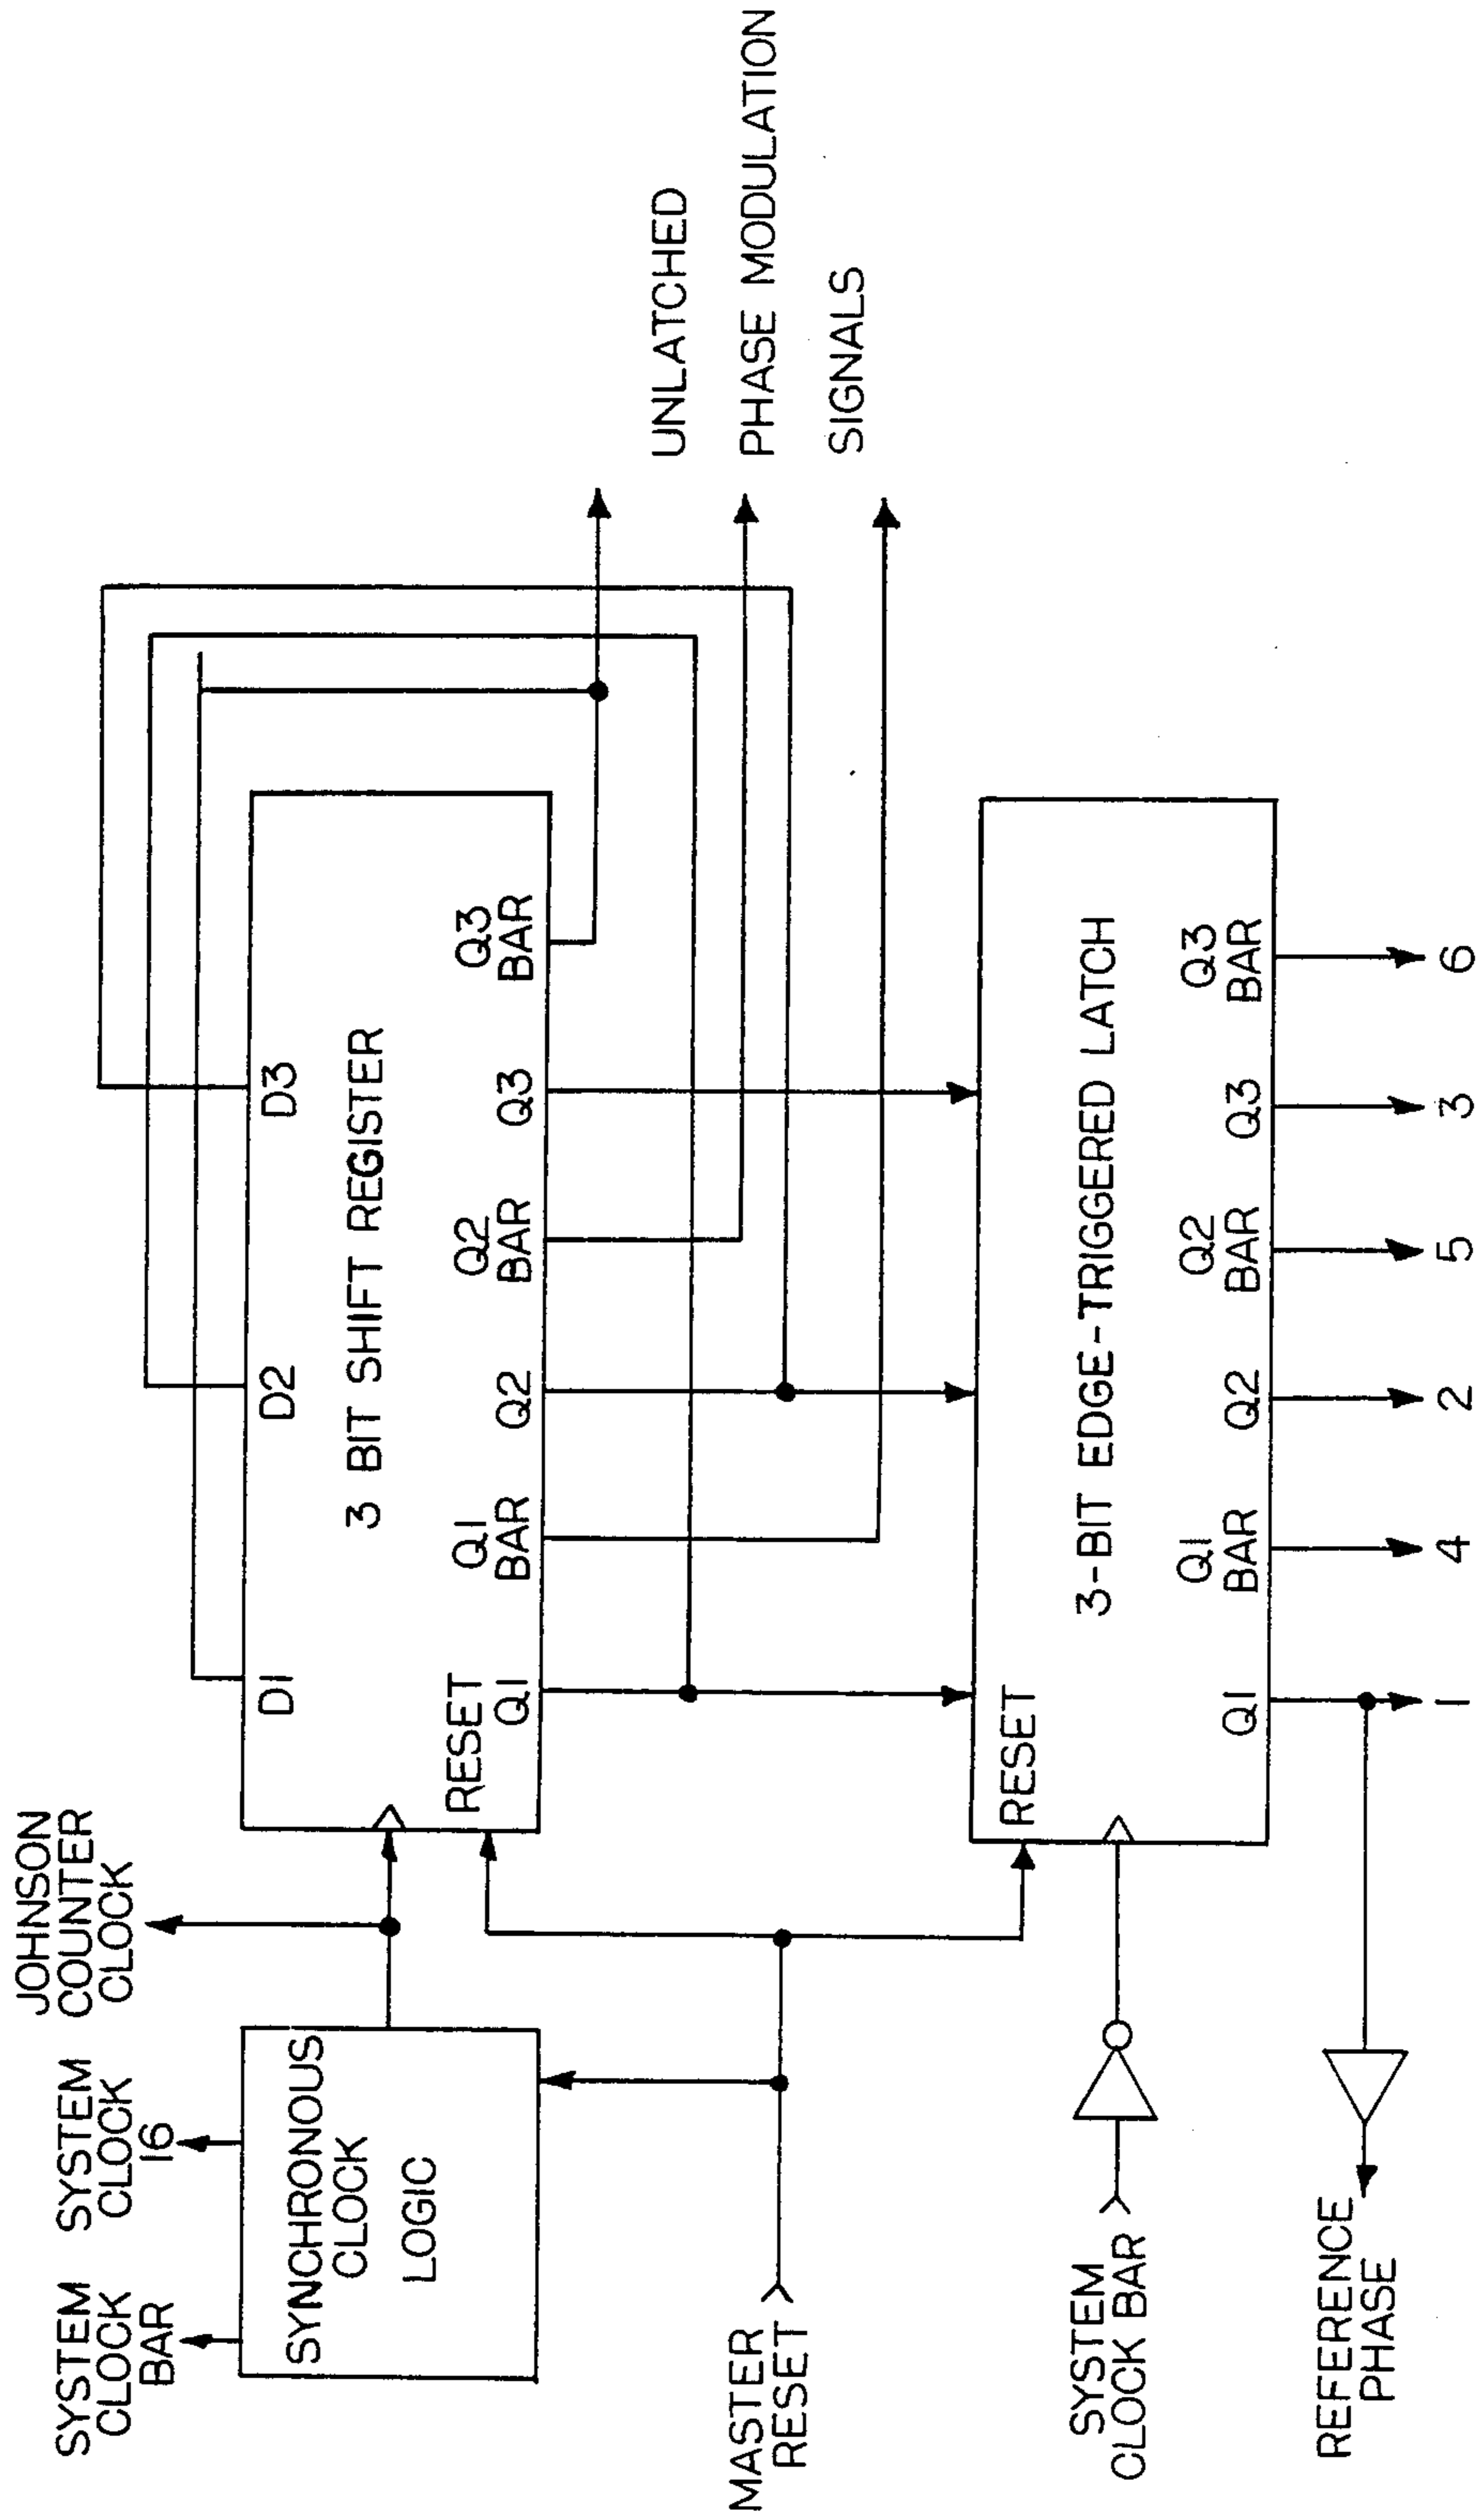 SYSTEM
CLOCK
BAR
SYSTEM
CLOCK
16
JOHNSON
COUNTER
CLOCK
SYNCHRONOUS
CLOCK
LOGIC
D1
D2
D3
3 BIT SHIFT REGISTER
RESET
Q1
Q1
BAR
Q2
Q2
BAR
Q3
Q3
BAR
UNLATCHED
PHASE MODULATION
SIGNALS
MASTER
RESET
RESET
3-BIT EDGE-TRIGGERED LATCH
SYSTEM
CLOCK BAR
Q1
Q1
BAR
Q2
Q2
BAR
Q3
Q3
BAR
REFERENCE
PHASE
1
4
2
5
3
6